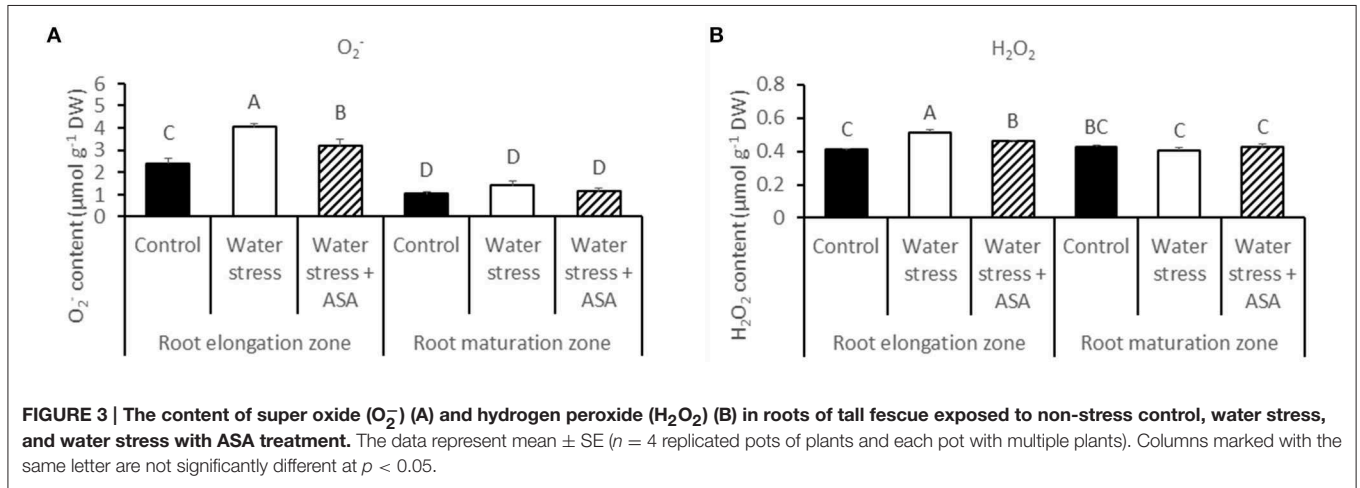 A
O₂⁻
O₂⁻ content (µmol g⁻¹ DW)
6
5
4
3
2
1
0
C
A
B
D
D
D
Control
Water stress
Water stress + ASA
Control
Water stress
Water stress + ASA
Root elongation zone
Root maturation zone
B
H₂O₂
H₂O₂ content (µmol g⁻¹ DW)
0.8
0.6
0.4
0.2
0
C
A
B
BC
C
C
Control
Water stress
Water stress + ASA
Control
Water stress
Water stress + ASA
Root elongation zone
Root maturation zone
FIGURE 3 | The content of super oxide (O₂⁻) (A) and hydrogen peroxide (H₂O₂) (B) in roots of tall fescue exposed to non-stress control, water stress,
and water stress with ASA treatment. The data represent mean ± SE (n = 4 replicated pots of plants and each pot with multiple plants). Columns marked with the
same letter are not significantly different at p < 0.05.